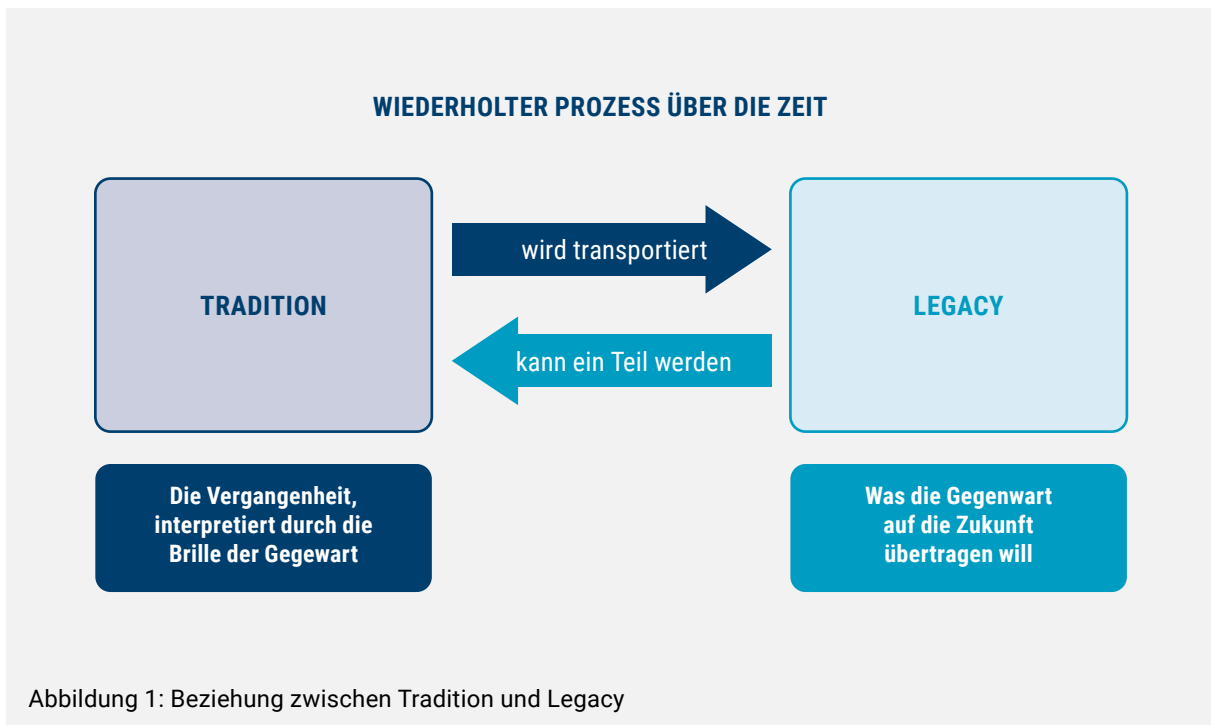 WIEDERHOLTER PROZESS ÜBER DIE ZEIT
TRADITION
wird transportiert
kann ein Teil werden
LEGACY
Die Vergangenheit,
interpretiert durch die
Brille der Gegewart
Was die Gegenwart
auf die Zukunft
übertragen will
Abbildung 1: Beziehung zwischen Tradition und Legacy